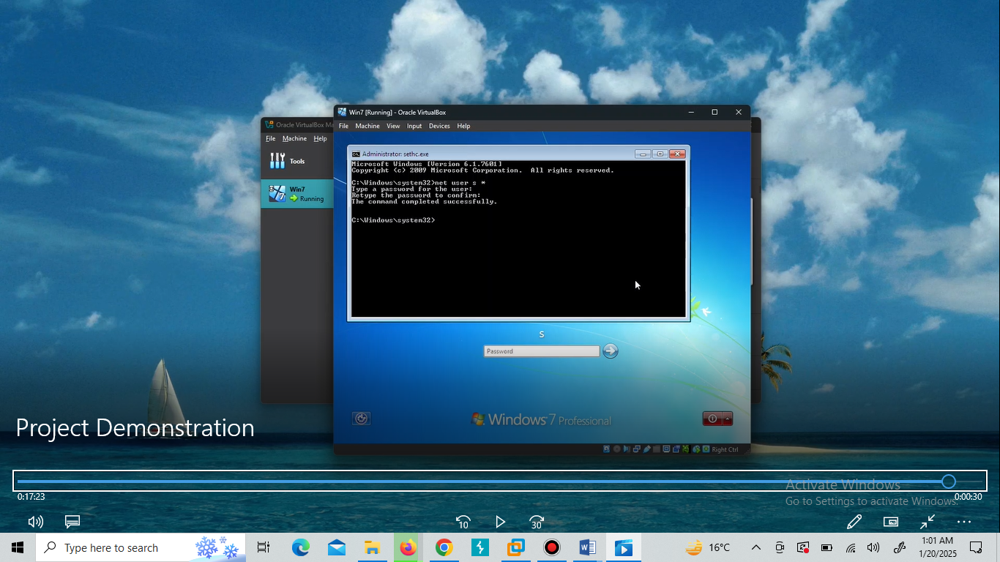 Oracle VirtualBox Ma
File Machine Help
Tools
Win7
Running
Win7 [Running] - Oracle VirtualBox
File Machine View Input Devices Help
Administrator: sethc.exe
Microsoft Windows [Version 6.1.7601]
Copyright (c) 2009 Microsoft Corporation. All rights reserved.
C:\Windows\system32>net user s *
Type a password for the user:
Retype the password to confirm:
The command completed successfully.
C:\Windows\system32>
S
Password
Windows 7 Professional
Right Ctrl
Project Demonstration
Activate Windows
Go to Settings to activate Windows.
0:17:23
0:00:30
10
30
Type here to search
16°C
1:01 AM
1/20/2025